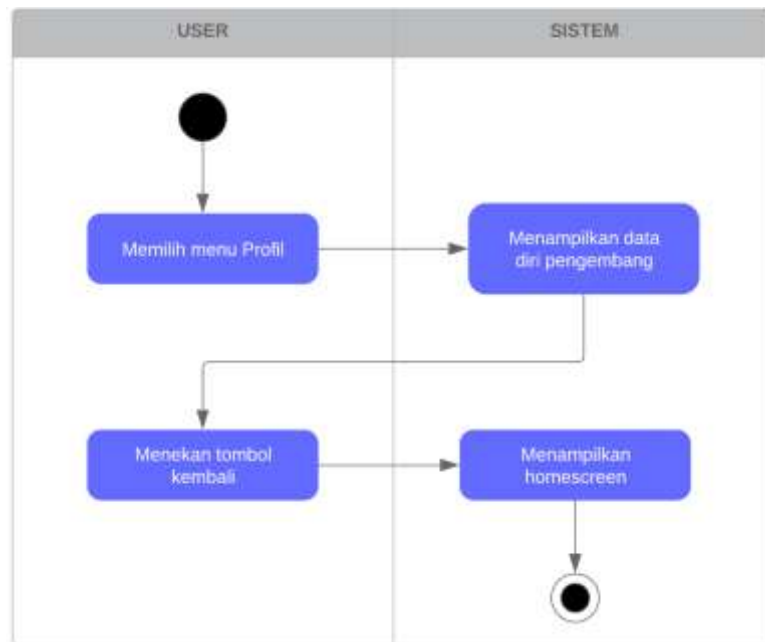 USER
SISTEM
Memilih menu Profil
Menampilkan data
diri pengembang
Menekan tombol
kembali
Menampilkan
homescreen